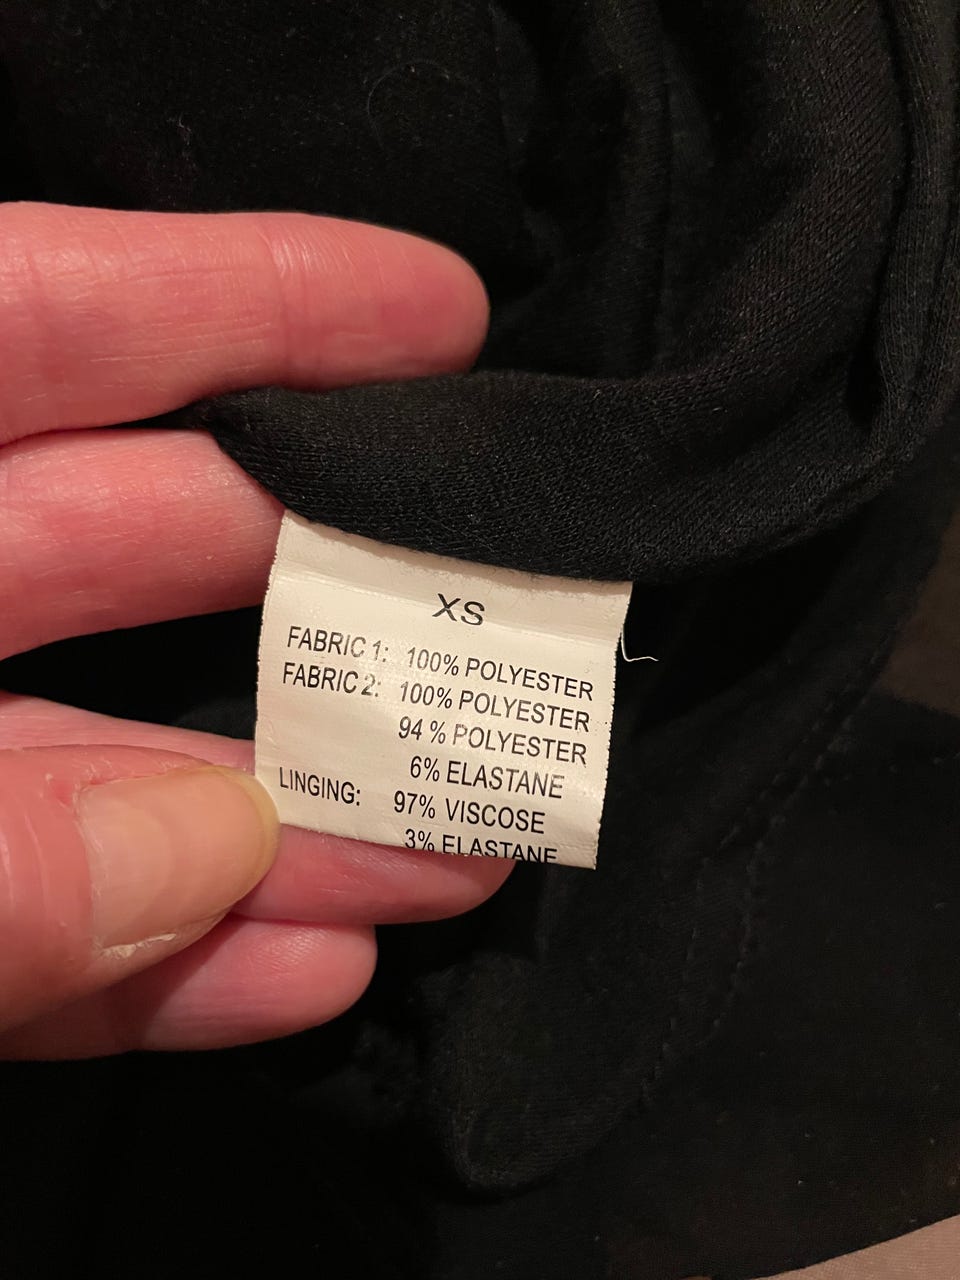 XS
FABRIC 1: 100% POLYESTER
FABRIC 2: 100% POLYESTER
94 % POLYESTER
6% ELASTANE
LINGING: 97% VISCOSE
3% ELASTANE